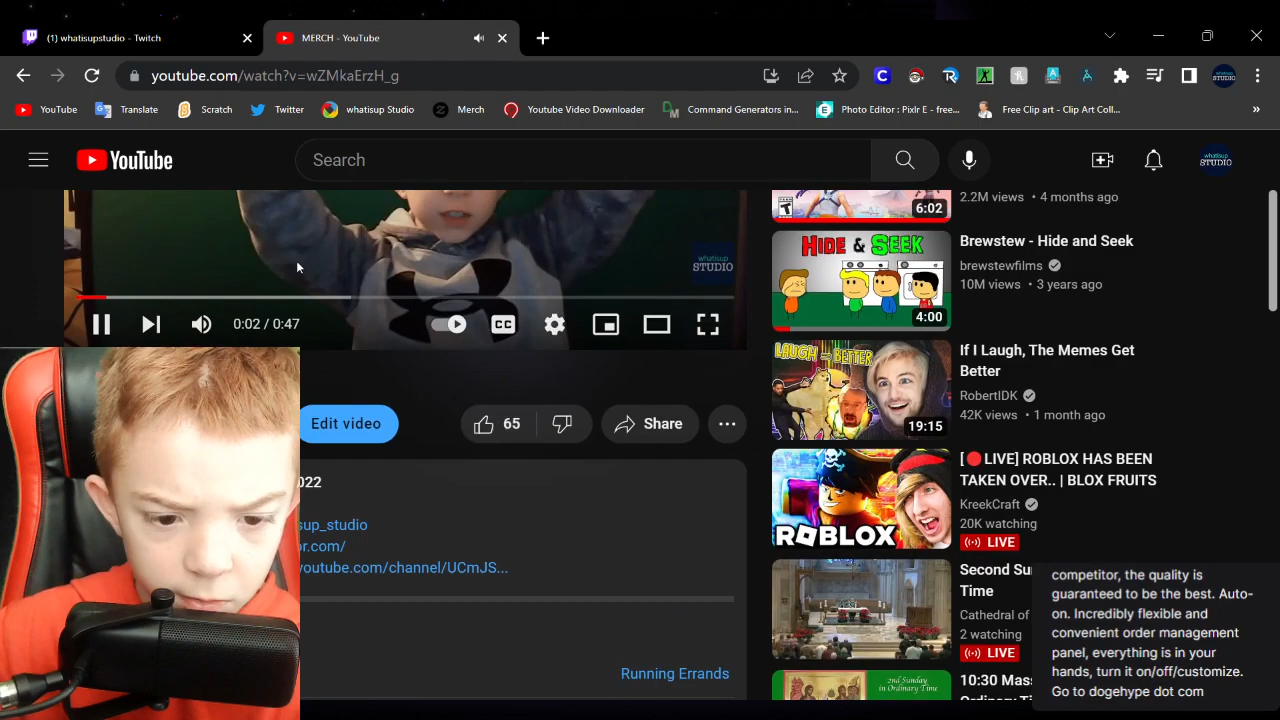 (1) whatisupstudio - Twitch
MERCH - YouTube
youtube.com/watch?v=wZMkaErzH_g
YouTube
Translate
Scratch
Twitter
whatisup Studio
Merch
Youtube Video Downloader
Command Generators in...
Photo Editor : Pixlr E - free...
Free Clip art - Clip Art Coll...
»
YouTube
Search
whatisup
STUDIO
whatisup
STUDIO
0:02 / 0:47
CC
Edit video
65
Share
022
sup_studio
or.com/
youtube.com/channel/UCmJS...
Running Errands
6:02
2.2M views • 4 months ago
HIDE & SEEK
4:00
Brewstew - Hide and Seek
brewstewfilms
10M views • 3 years ago
LAUGH = BETTER
19:15
If I Laugh, The Memes Get
Better
RobertIDK
42K views • 1 month ago
ROBLOX
[🔴LIVE] ROBLOX HAS BEEN
TAKEN OVER.. | BLOX FRUITS
KreekCraft
20K watching
LIVE
Second Sun
Time
Cathedral of
2 watching
LIVE
2nd Sunday
in Ordinary Time
10:30 Mas
competitor, the quality is
guaranteed to be the best. Auto-
on. Incredibly flexible and
convenient order management
panel, everything is in your
hands, turn it on/off/customize.
Go to dogehype dot com